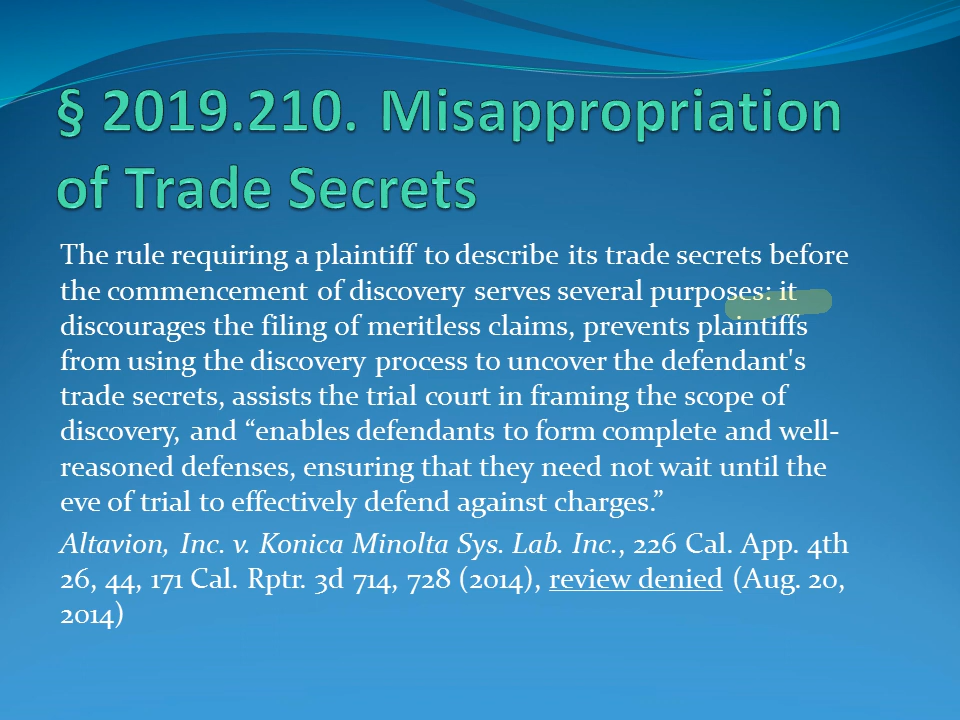 § 2019.210. Misappropriation
of Trade Secrets
The rule requiring a plaintiff to describe its trade secrets before
the commencement of discovery serves several purposes: it
discourages the filing of meritless claims, prevents plaintiffs
from using the discovery process to uncover the defendant's
trade secrets, assists the trial court in framing the scope of
discovery, and “enables defendants to form complete and well-
reasoned defenses, ensuring that they need not wait until the
eve of trial to effectively defend against charges.”
Altavion, Inc. v. Konica Minolta Sys. Lab. Inc., 226 Cal. App. 4th
26, 44, 171 Cal. Rptr. 3d 714, 728 (2014), review denied (Aug. 20,
2014)